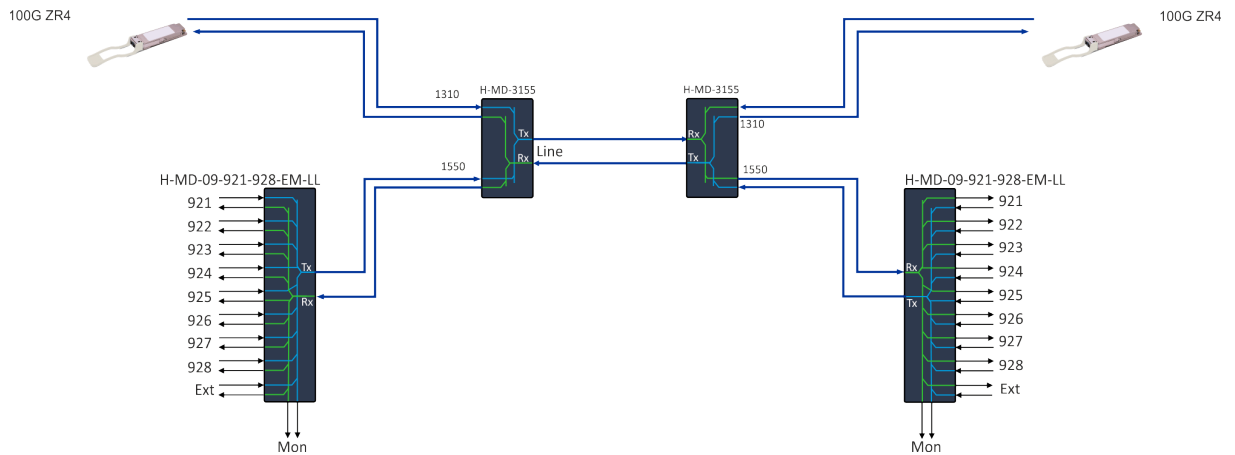 100G ZR4
100G ZR4
H-MD-3155
H-MD-3155
1310
Tx
Rx
1310
Line
Rx
Tx
1550
1550
H-MD-09-921-928-EM-LL
H-MD-09-921-928-EM-LL
921
922
923
924
925
926
927
928
Ext
Tx
Rx
Mon
Rx
Tx
921
922
923
924
925
926
927
928
Ext
Mon